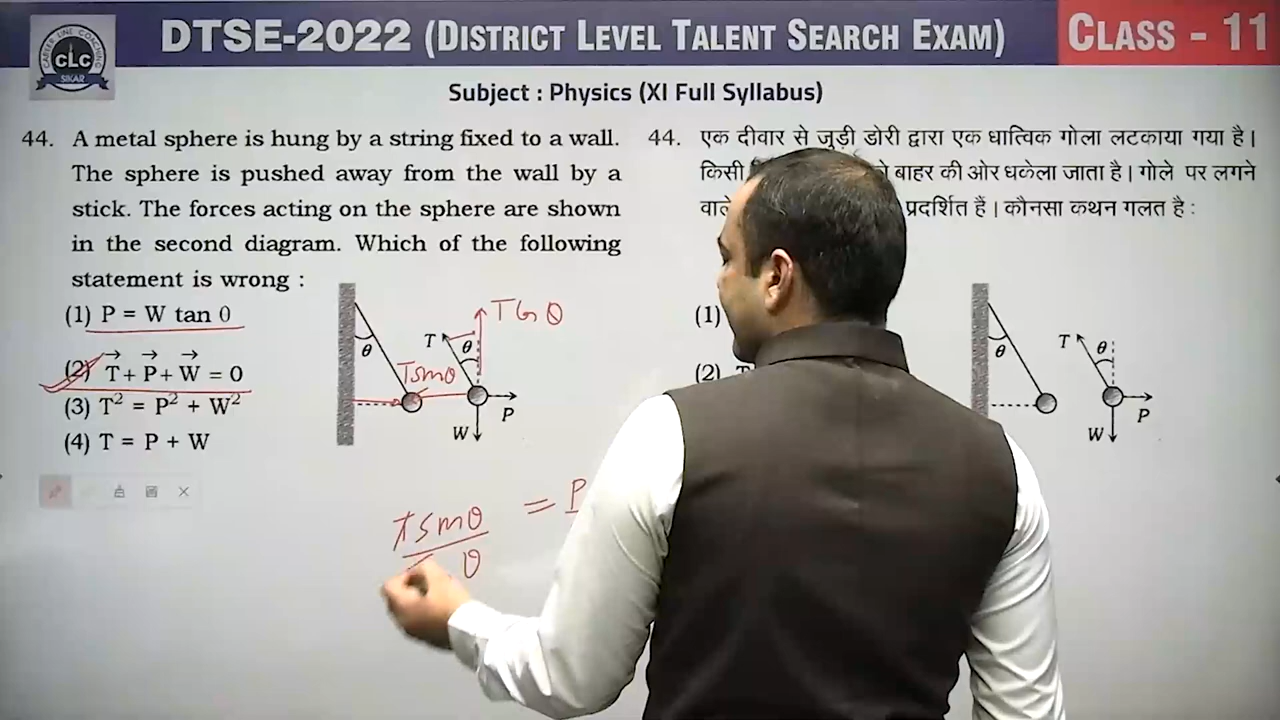 CAREER LINE COACHING
CLC
SIKAR
DTSE-2022 (DISTRICT LEVEL TALENT SEARCH EXAM)
CLASS - 11
Subject : Physics (XI Full Syllabus)
44. A metal sphere is hung by a string fixed to a wall.
The sphere is pushed away from the wall by a
stick. The forces acting on the sphere are shown
in the second diagram. Which of the following
statement is wrong :
(1) P = W tan θ
(2) T⃗ + P⃗ + W⃗ = 0
(3) T² = P² + W²
(4) T = P + W
θ
T
θ
P
W
Tsinθ
Tsinθ
θ
= P
44. एक दीवार से जुड़ी डोरी द्वारा एक धात्विक गोला लटकाया गया है।
किसी
बाहर की ओर धकेला जाता है। गोले पर लगने
प्रदर्शित हैं। कौनसा कथन गलत है :
(1)
(2)
θ
T
θ
P
W